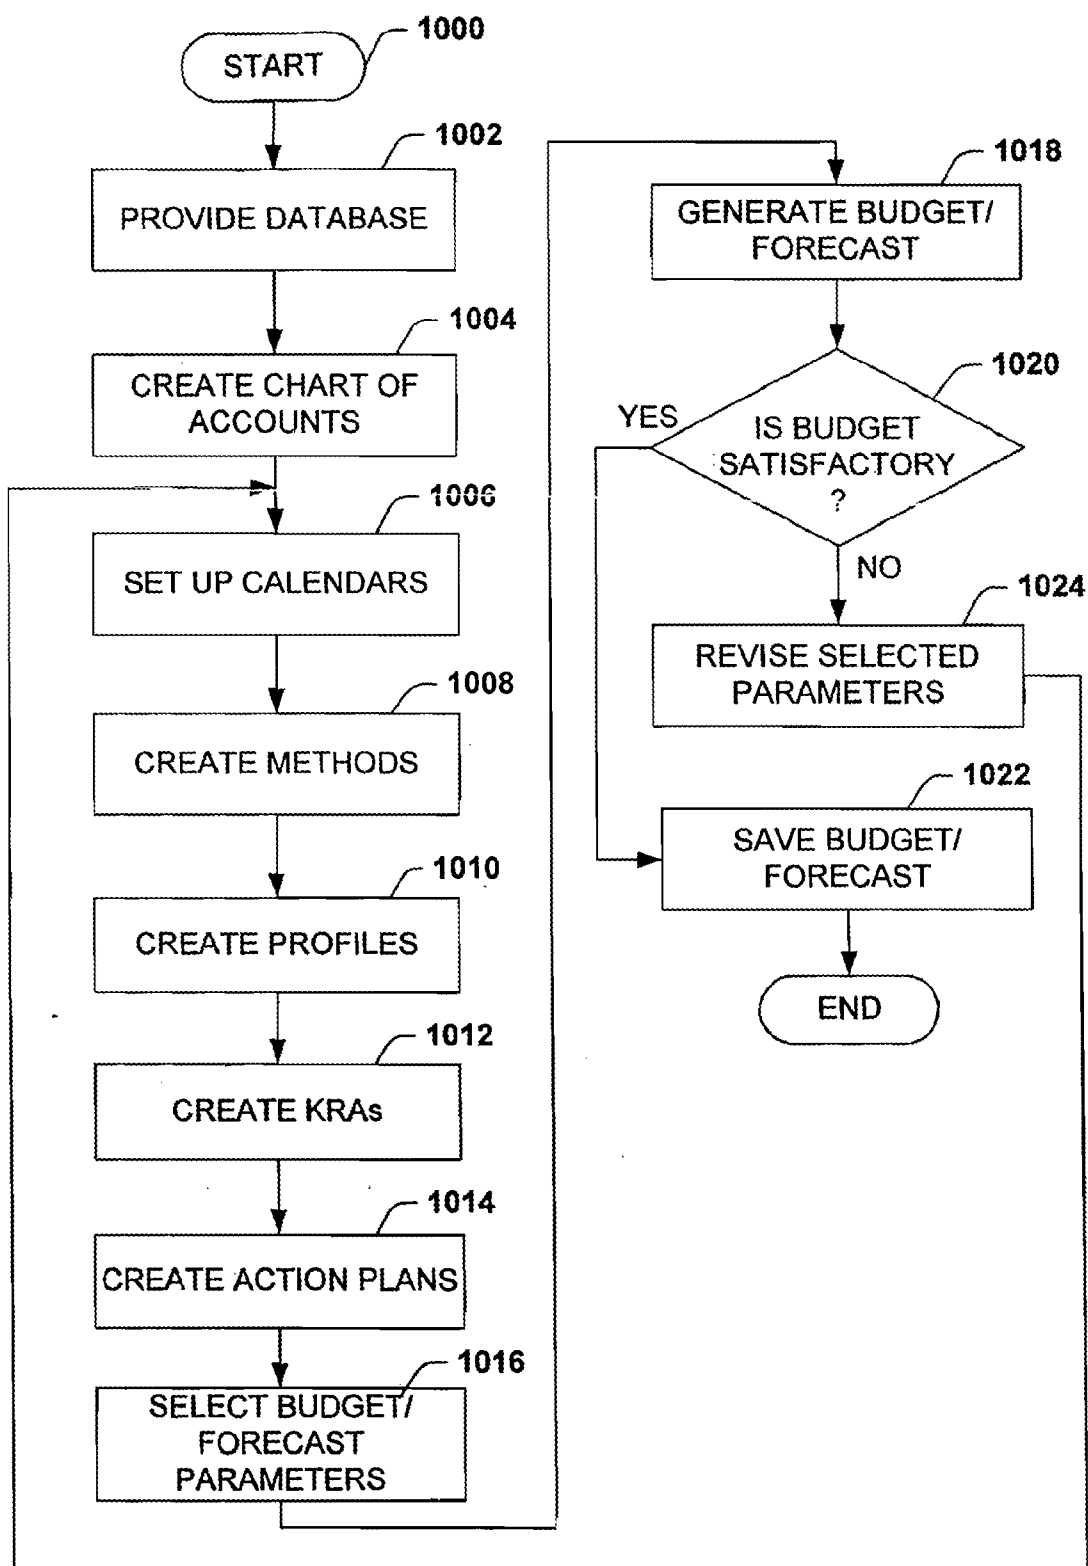 1000
START
1002
PROVIDE DATABASE
1004
CREATE CHART OF
ACCOUNTS
1006
SET UP CALENDARS
1008
CREATE METHODS
1010
CREATE PROFILES
1012
CREATE KRAs
1014
CREATE ACTION PLANS
1016
SELECT BUDGET/
FORECAST
PARAMETERS
1018
GENERATE BUDGET/
FORECAST
1020
YES
IS BUDGET
SATISFACTORY
?
NO
1024
REVISE SELECTED
PARAMETERS
1022
SAVE BUDGET/
FORECAST
END